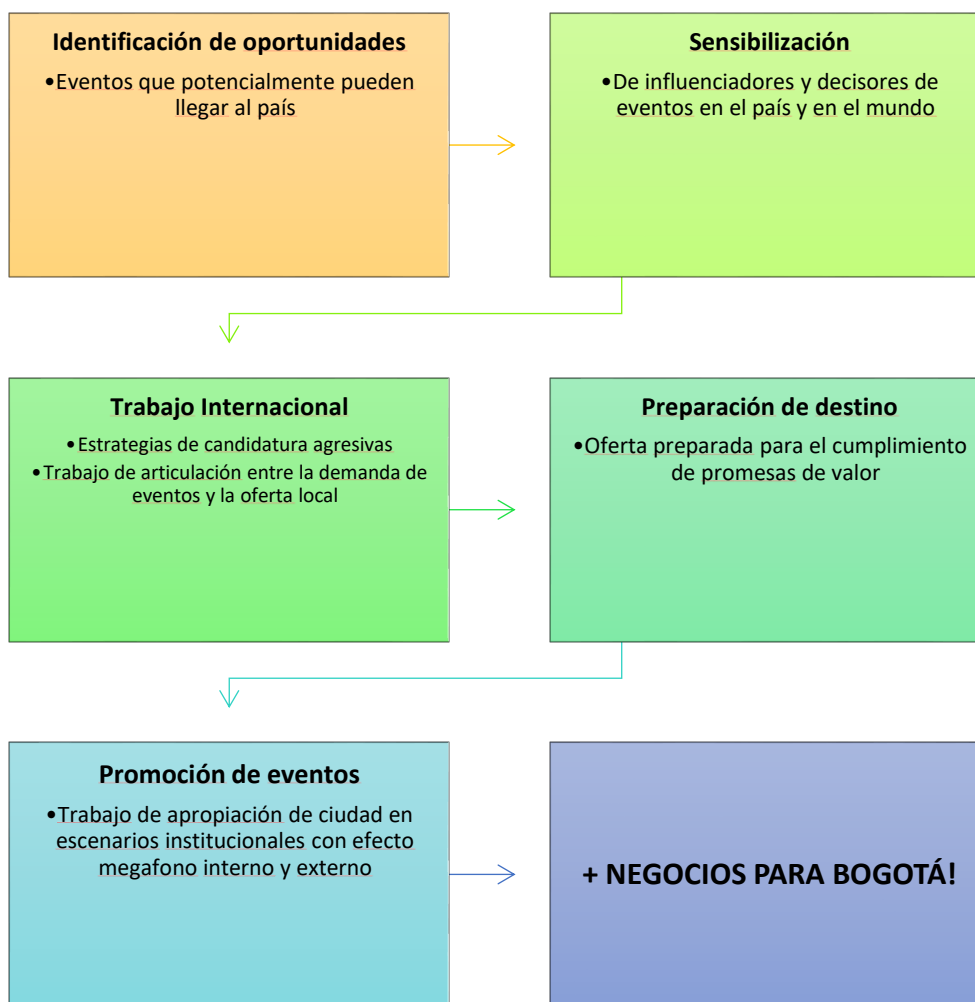 Identificación de oportunidades
•Eventos que potencialmente pueden
llegar al país
Sensibilización
•De influenciadores y decisores de
eventos en el país y en el mundo
Trabajo Internacional
•Estrategias de candidatura agresivas
•Trabajo de articulación entre la demanda de
eventos y la oferta local
Preparación de destino
•Oferta preparada para el cumplimiento
de promesas de valor
Promoción de eventos
•Trabajo de apropiación de ciudad en
escenarios institucionales con efecto
megafono interno y externo
+ NEGOCIOS PARA BOGOTÁ!